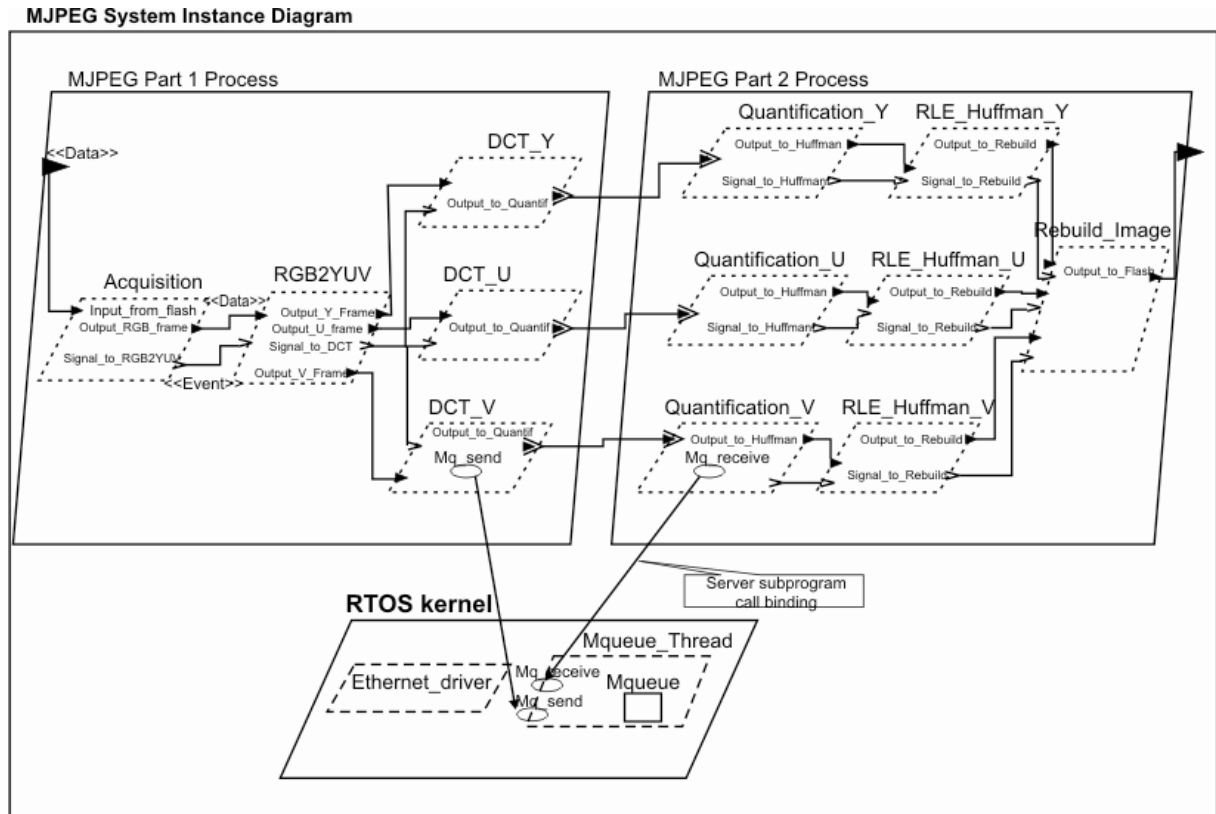 MJPEG System Instance Diagram
MJPEG Part 1 Process
<<Data>>
DCT_Y
Output_to_Quantif
Acquisition
Input_from_flash
Output_RGB_frame
Signal_to_RGB2YUV
<<Data>>
<<Event>>
RGB2YUV
Output_Y_Frame
Output_U_frame
Signal_to_DCT
Output_V_Frame
DCT_U
Output_to_Quantif
DCT_V
Output_to_Quantif
Mq_send
MJPEG Part 2 Process
Quantification_Y
Output_to_Huffman
Signal_to_Huffman
RLE_Huffman_Y
Output_to_Rebuild
Signal_to_Rebuild
Rebuild_Image
Output_to_Flash
Quantification_U
Output_to_Huffman
Signal_to_Huffman
RLE_Huffman_U
Output_to_Rebuild
Signal_to_Rebuild
Quantification_V
Output_to_Huffman
Mq_receive
RLE_Huffman_V
Output_to_Rebuild
Signal_to_Rebuild
Server subprogram
call binding
RTOS kernel
Ethernet_driver
Mqueue_Thread
Mq_receive
Mq_send
Mqueue